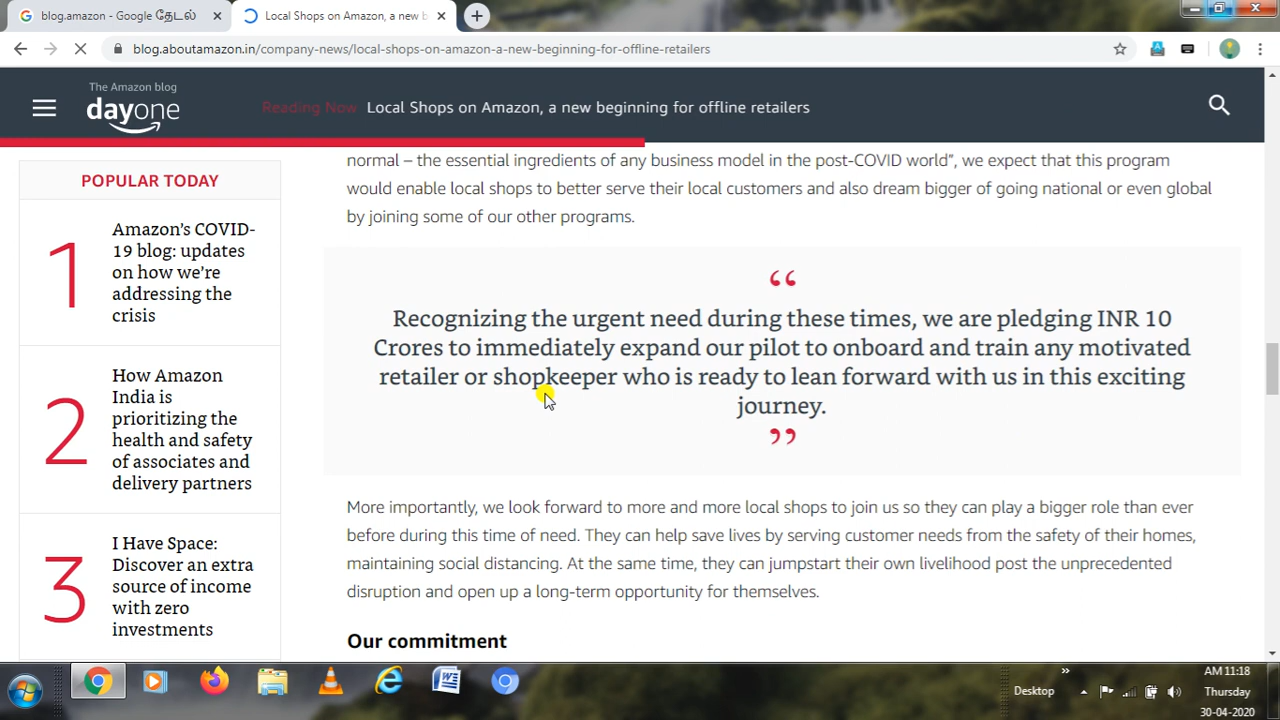 blog.amazon - Google தேடல்
Local Shops on Amazon, a new b
blog.aboutamazon.in/company-news/local-shops-on-amazon-a-new-beginning-for-offline-retailers
The Amazon blog
dayone
Reading Now Local Shops on Amazon, a new beginning for offline retailers
POPULAR TODAY
1
Amazon’s COVID-
19 blog: updates
on how we’re
addressing the
crisis
2
How Amazon
India is
prioritizing the
health and safety
of associates and
delivery partners
3
I Have Space:
Discover an extra
source of income
with zero
investments
normal – the essential ingredients of any business model in the post-COVID world”, we expect that this program
would enable local shops to better serve their local customers and also dream bigger of going national or even global
by joining some of our other programs.
“
Recognizing the urgent need during these times, we are pledging INR 10
Crores to immediately expand our pilot to onboard and train any motivated
retailer or shopkeeper who is ready to lean forward with us in this exciting
journey.
”
More importantly, we look forward to more and more local shops to join us so they can play a bigger role than ever
before during this time of need. They can help save lives by serving customer needs from the safety of their homes,
maintaining social distancing. At the same time, they can jumpstart their own livelihood post the unprecedented
disruption and open up a long-term opportunity for themselves.
Our commitment
Desktop
AM 11:18
Thursday
30-04-2020